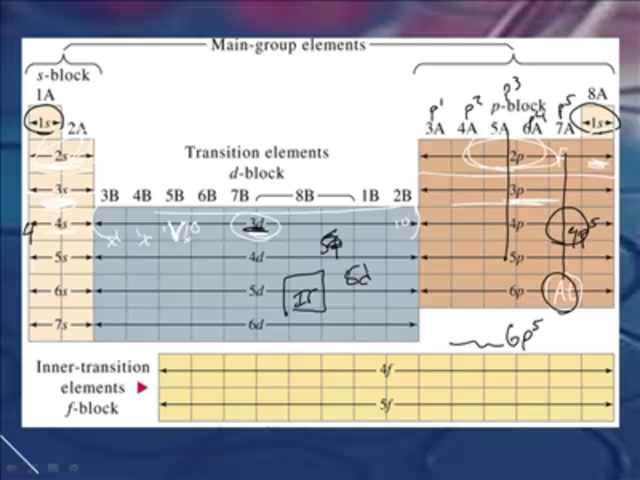 Main-group elements
s-block
1A
8A
p³
p¹ p² p⁴ p⁵
p-block
3A 4A 5A 6A 7A
1s
1s
2A
2s
2p
F
Transition elements
d-block
3s
3p
3B 4B 5B 6B 7B 8B 1B 2B
4
4s
3d
10
4p
4p⁵
5s
4d
5p
5d
6s
Ir
5d
6p
At
7s
6d
6p⁵
Inner-transition
elements
f-block
4f
5f